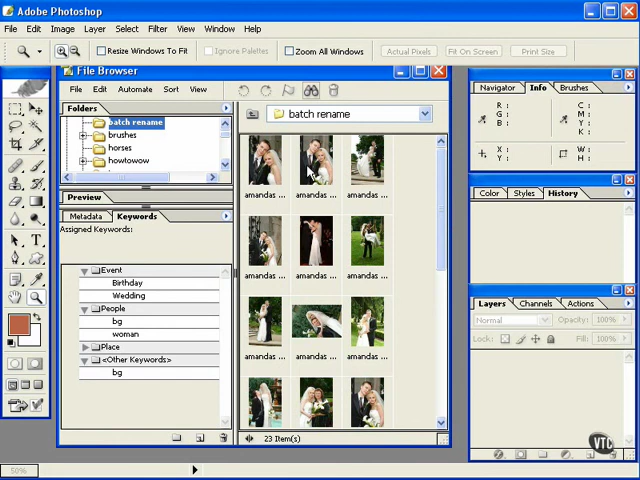 Adobe Photoshop
File Edit Image Layer Select Filter View Window Help
Resize Windows To Fit Ignore Palettes Zoom All Windows Actual Pixels Fit On Screen Print Size
File Browser
File Edit Automate Sort View
Folders
batch rename
brushes
horses
howtowow
Preview
Metadata Keywords
Assigned Keywords:
Event
Birthday
Wedding
People
bg
woman
Place
<Other Keywords>
bg
batch rename
amandas ... amandas ... amandas ...
amandas ... amandas ... amandas ...
amandas ... amandas ... amandas ...
23 Item(s)
Navigator Info Brushes
R : C :
G : M :
B : Y :
K :
X : W :
Y : H :
Color Styles History
Layers Channels Actions
Normal Opacity: 100%
Lock: Fill: 100%
VTC
50%